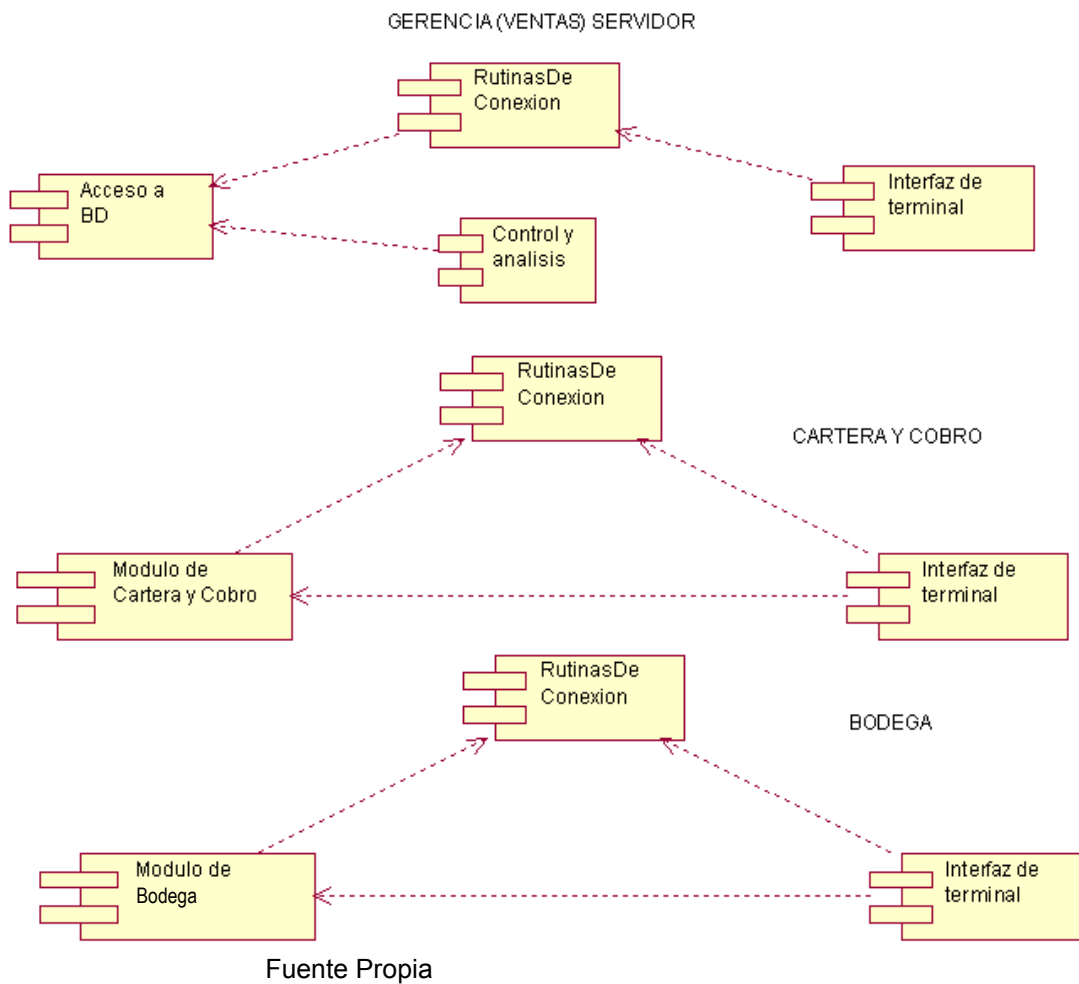 GERENCIA (VENTAS) SERVIDOR
RutinasDe
Conexion
Acceso a
BD
Interfaz de
terminal
Control y
analisis
RutinasDe
Conexion
CARTERA Y COBRO
Modulo de
Cartera y Cobro
Interfaz de
terminal
RutinasDe
Conexion
BODEGA
Modulo de
Bodega
Interfaz de
terminal
Fuente Propia